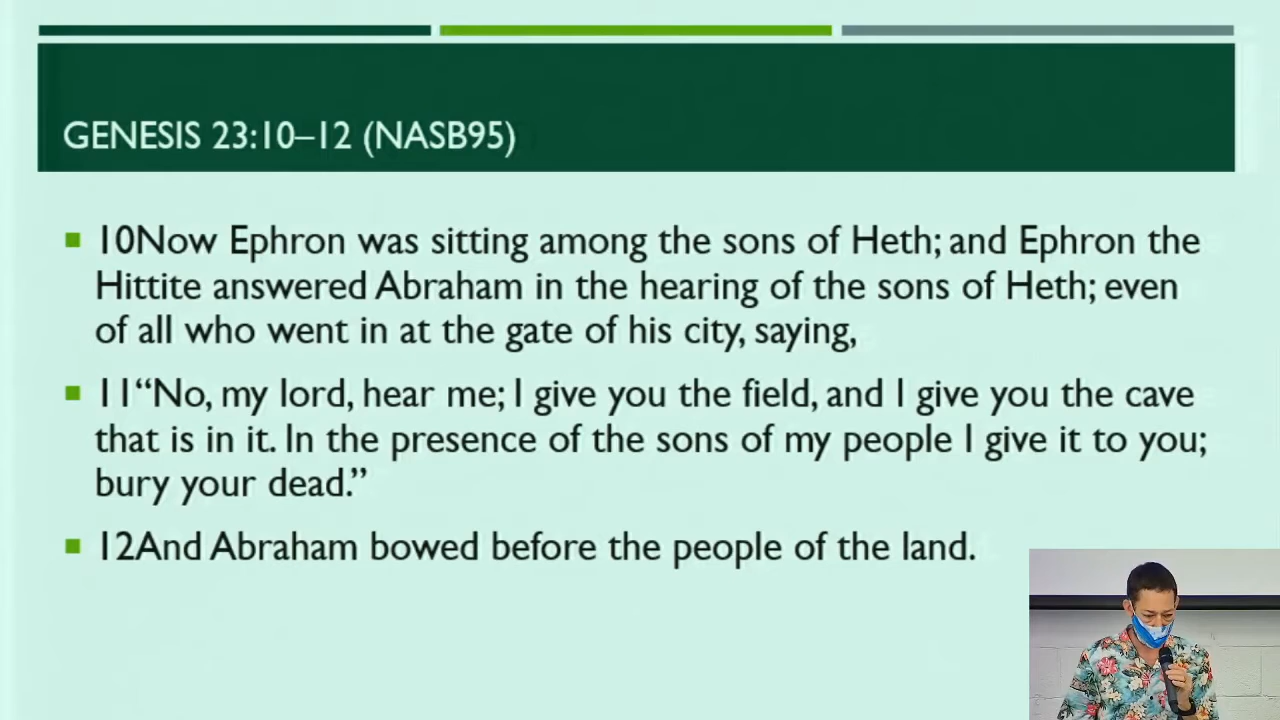 GENESIS 23:10–12 (NASB95)
10Now Ephron was sitting among the sons of Heth; and Ephron the
Hittite answered Abraham in the hearing of the sons of Heth; even
of all who went in at the gate of his city, saying,
11“No, my lord, hear me; I give you the field, and I give you the cave
that is in it. In the presence of the sons of my people I give it to you;
bury your dead.”
12And Abraham bowed before the people of the land.